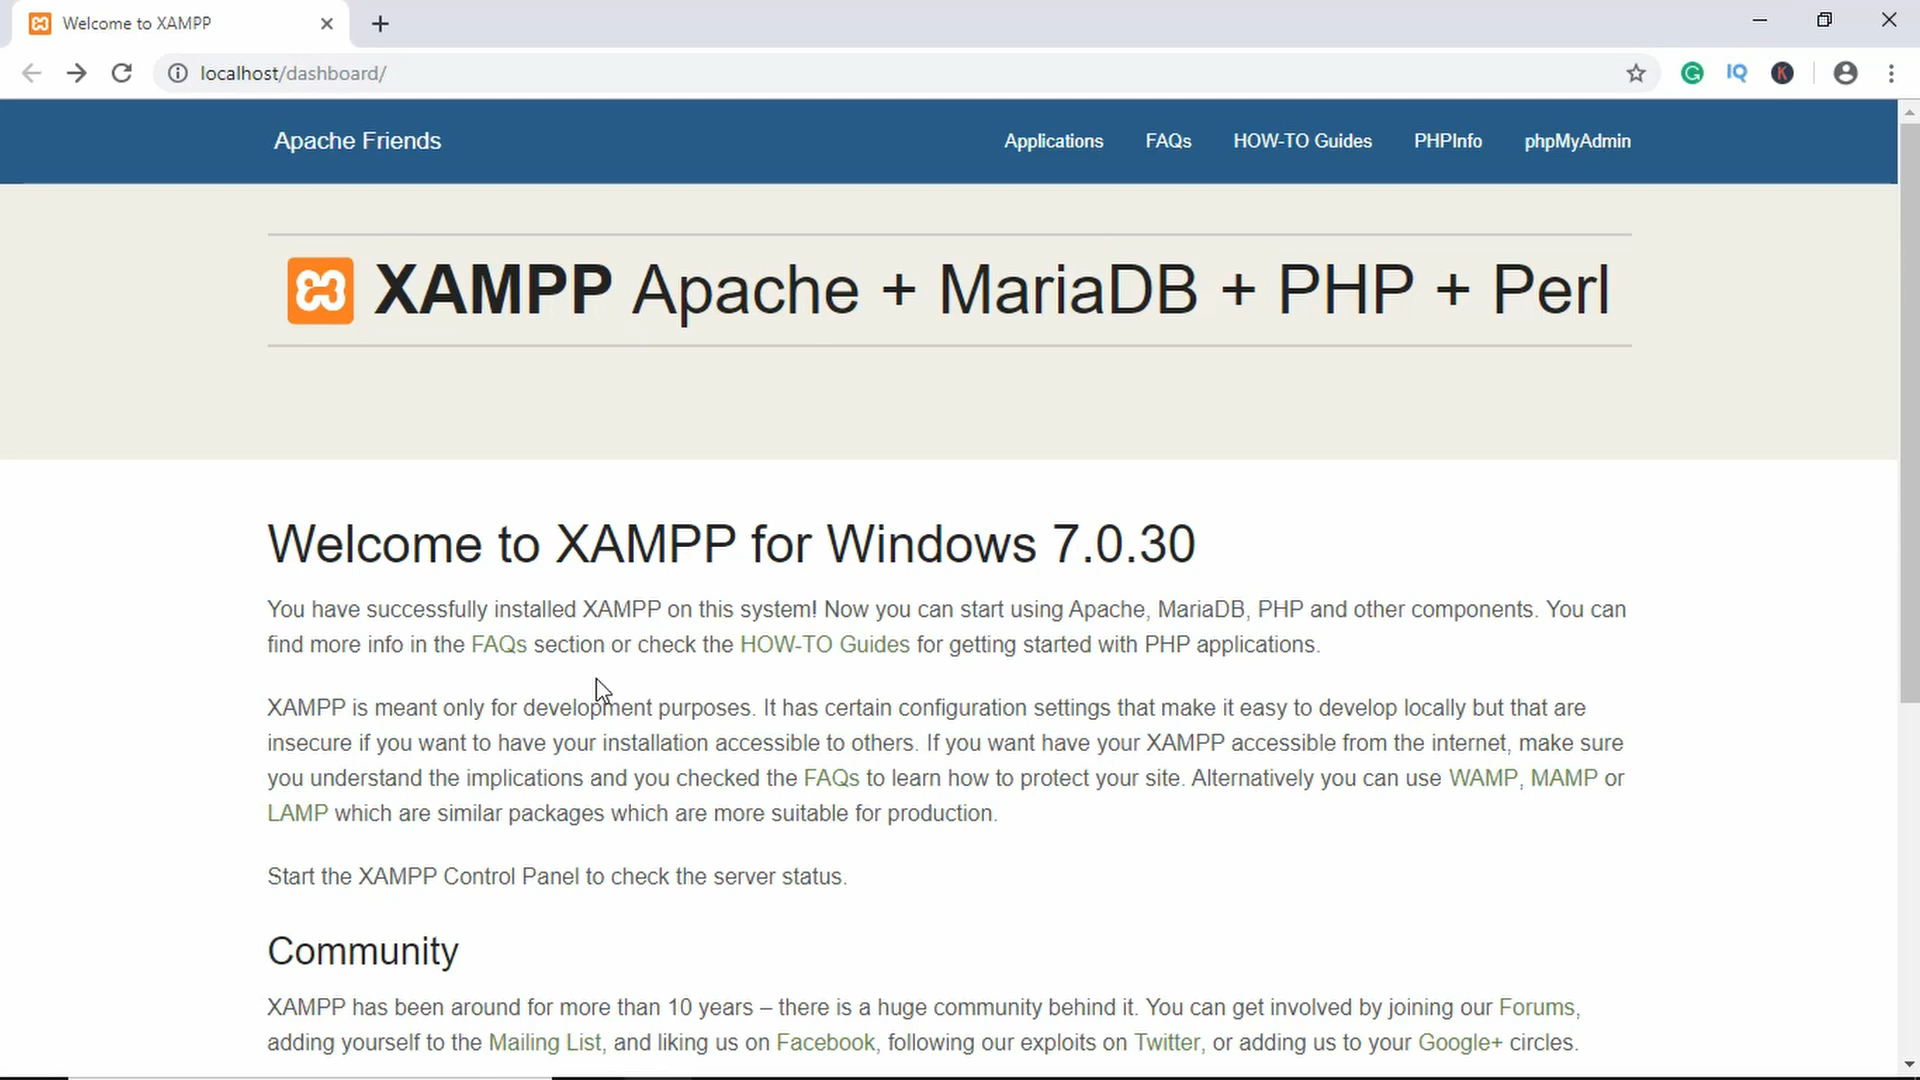 Welcome to XAMPP
localhost/dashboard/
IQ
K
Apache Friends
Applications
FAQs
HOW-TO Guides
PHPInfo
phpMyAdmin
XAMPP Apache + MariaDB + PHP + Perl
Welcome to XAMPP for Windows 7.0.30
You have successfully installed XAMPP on this system! Now you can start using Apache, MariaDB, PHP and other components. You can
find more info in the FAQs section or check the HOW-TO Guides for getting started with PHP applications.
XAMPP is meant only for development purposes. It has certain configuration settings that make it easy to develop locally but that are
insecure if you want to have your installation accessible to others. If you want have your XAMPP accessible from the internet, make sure
you understand the implications and you checked the FAQs to learn how to protect your site. Alternatively you can use WAMP, MAMP or
LAMP which are similar packages which are more suitable for production.
Start the XAMPP Control Panel to check the server status.
Community
XAMPP has been around for more than 10 years – there is a huge community behind it. You can get involved by joining our Forums,
adding yourself to the Mailing List, and liking us on Facebook, following our exploits on Twitter, or adding us to your Google+ circles.